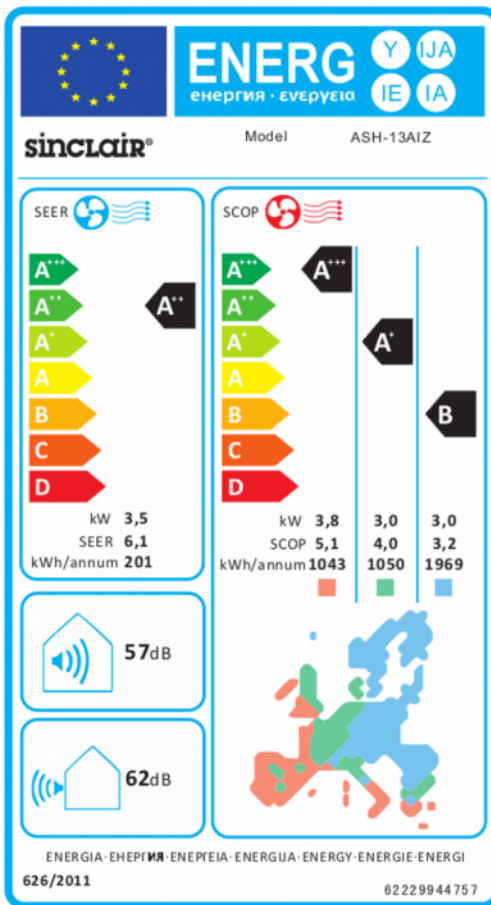 ENERG
енергия · ενεργεια
Y IJA
IE IA
sinclair®
Model ASH-13AIZ
SEER
A+++
A++
A+
A
B
C
D
A++
kW 3,5
SEER 6,1
kWh/annum 201
SCOP
A+++
A++
A+
A
B
C
D
A+++
A+
B
kW 3,8 3,0 3,0
SCOP 5,1 4,0 3,2
kWh/annum 1043 1050 1969
57dB
62dB
ENERGIA·ЕНЕРГИЯ·ΕΝΕΡΓΕΙΑ·ENERGIJA·ENERGY·ENERGIE·ENERGI
626/2011
62229944757